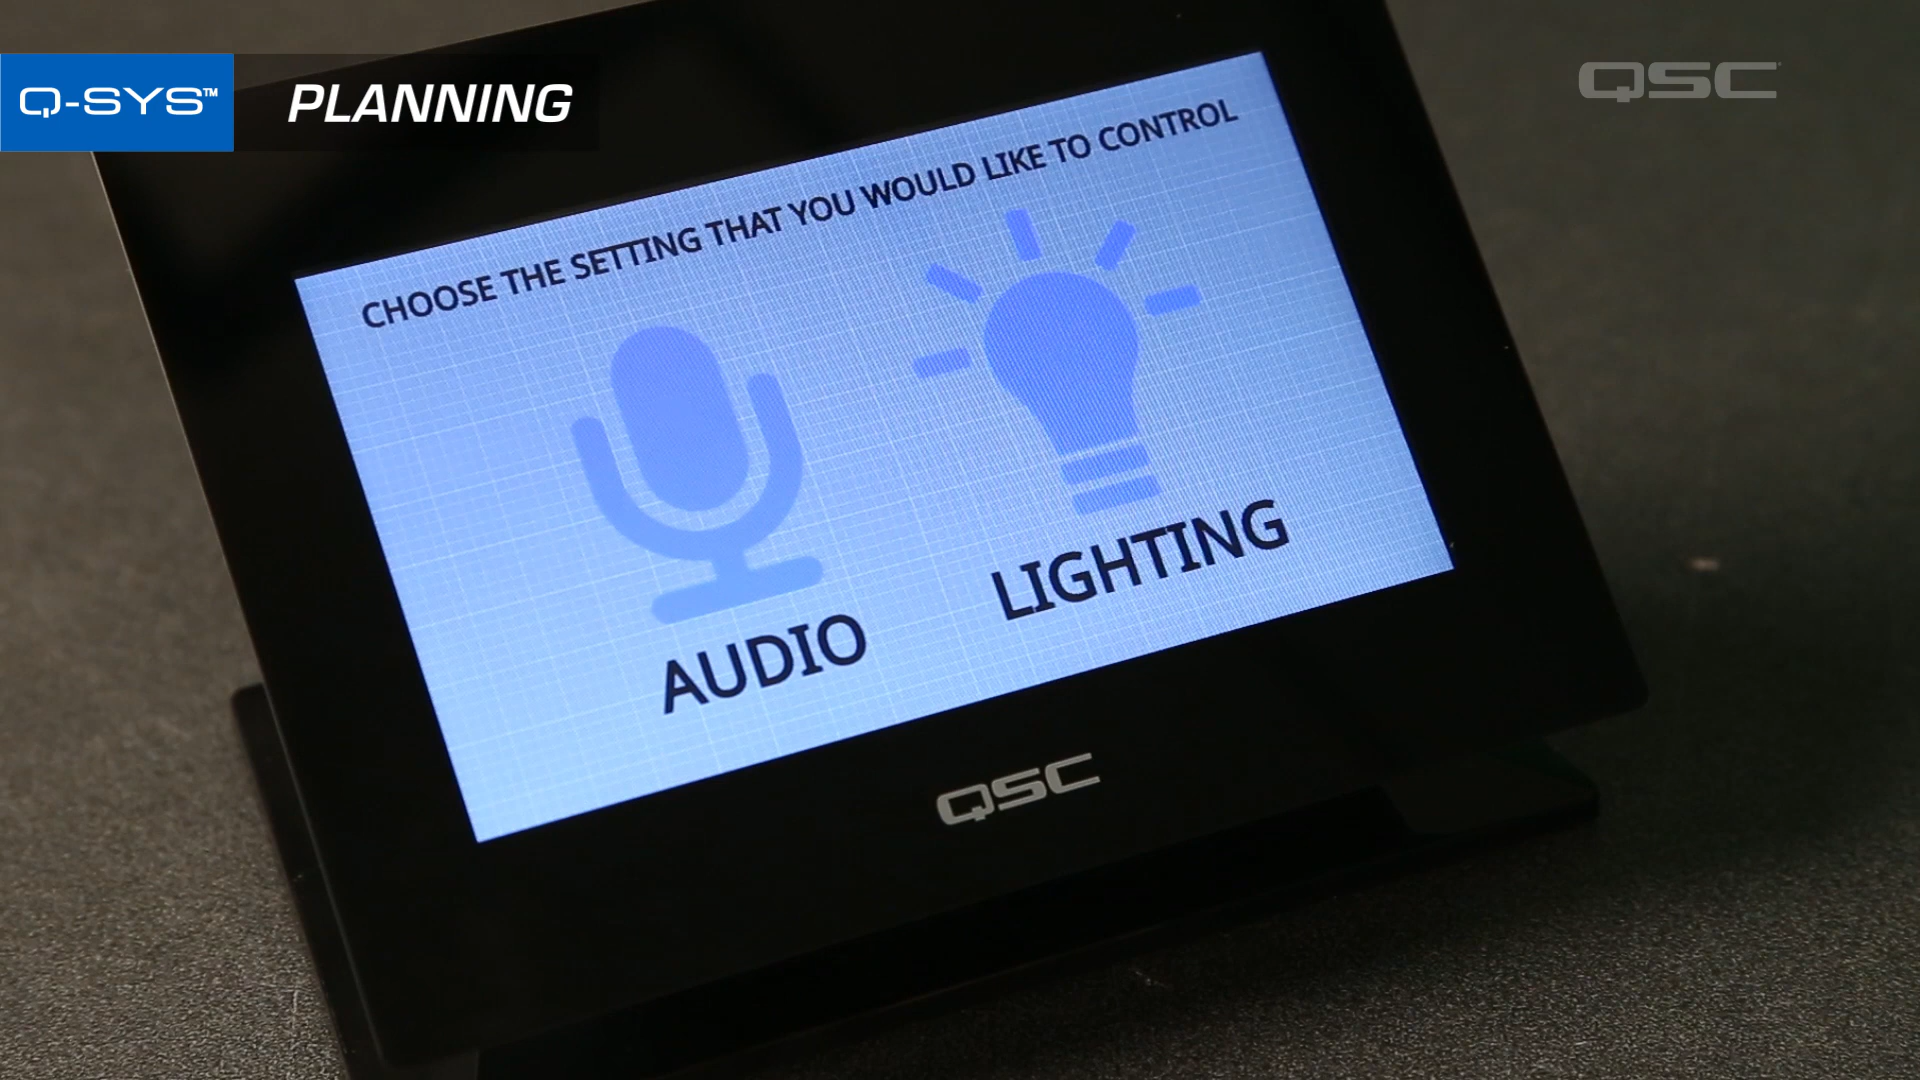 Q-SYS™
PLANNING
QSC
CHOOSE THE SETTING THAT YOU WOULD LIKE TO CONTROL
AUDIO
LIGHTING
QSC